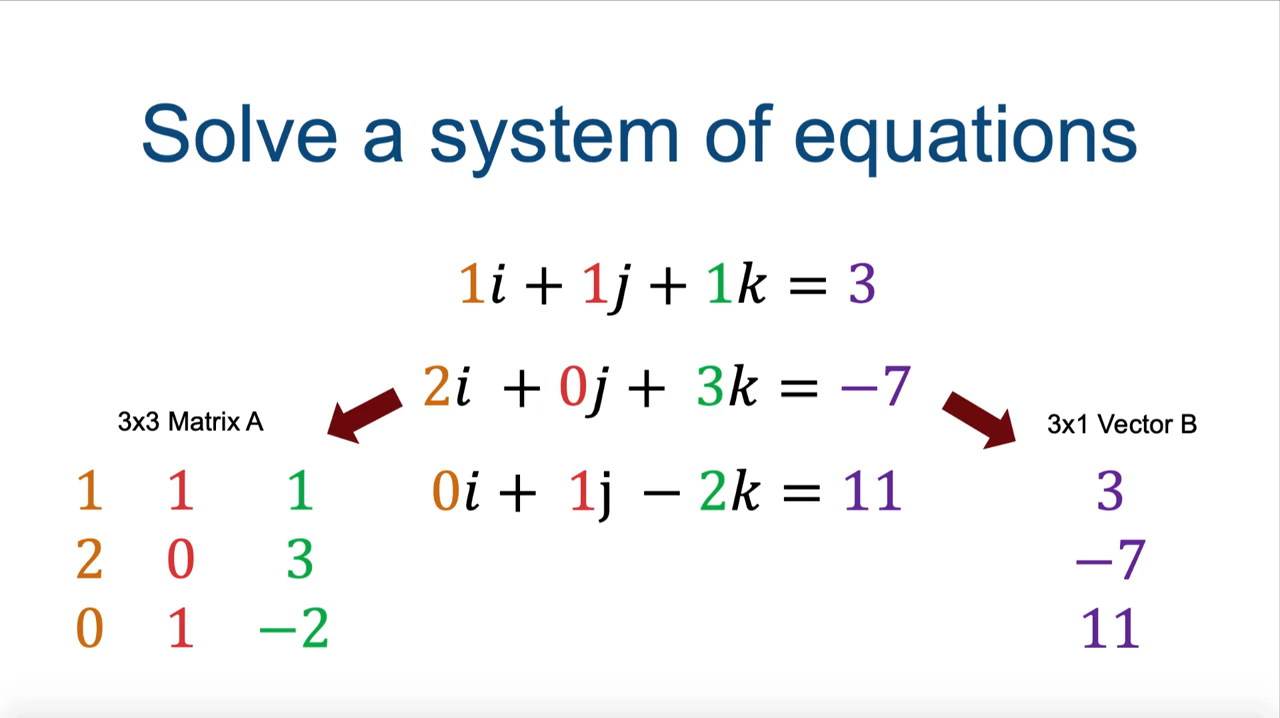 Solve a system of equations
1i + 1j + 1k = 3
2i + 0j + 3k = −7
0i + 1j − 2k = 11
3x3 Matrix A
1 1 1
2 0 3
0 1 −2
3x1 Vector B
3
−7
11